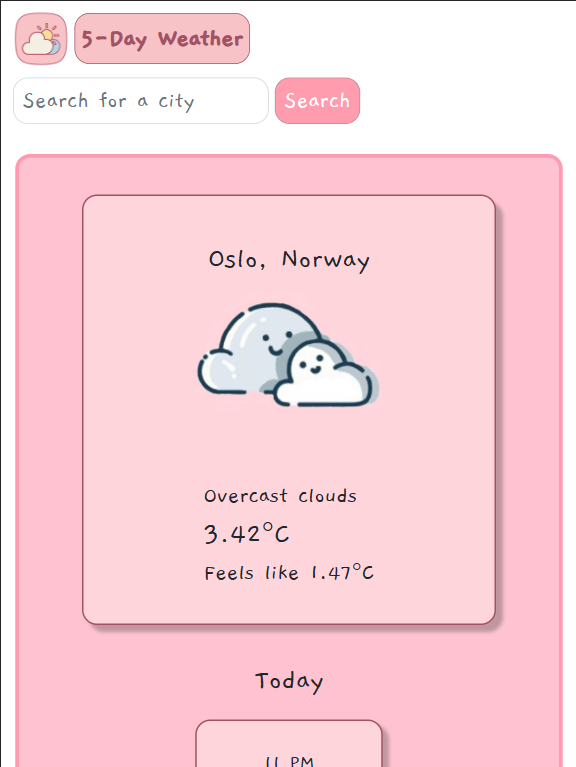 5-Day Weather
Search for a city
Search
Oslo, Norway
Overcast clouds
3.42°C
Feels like 1.47°C
Today
11 PM